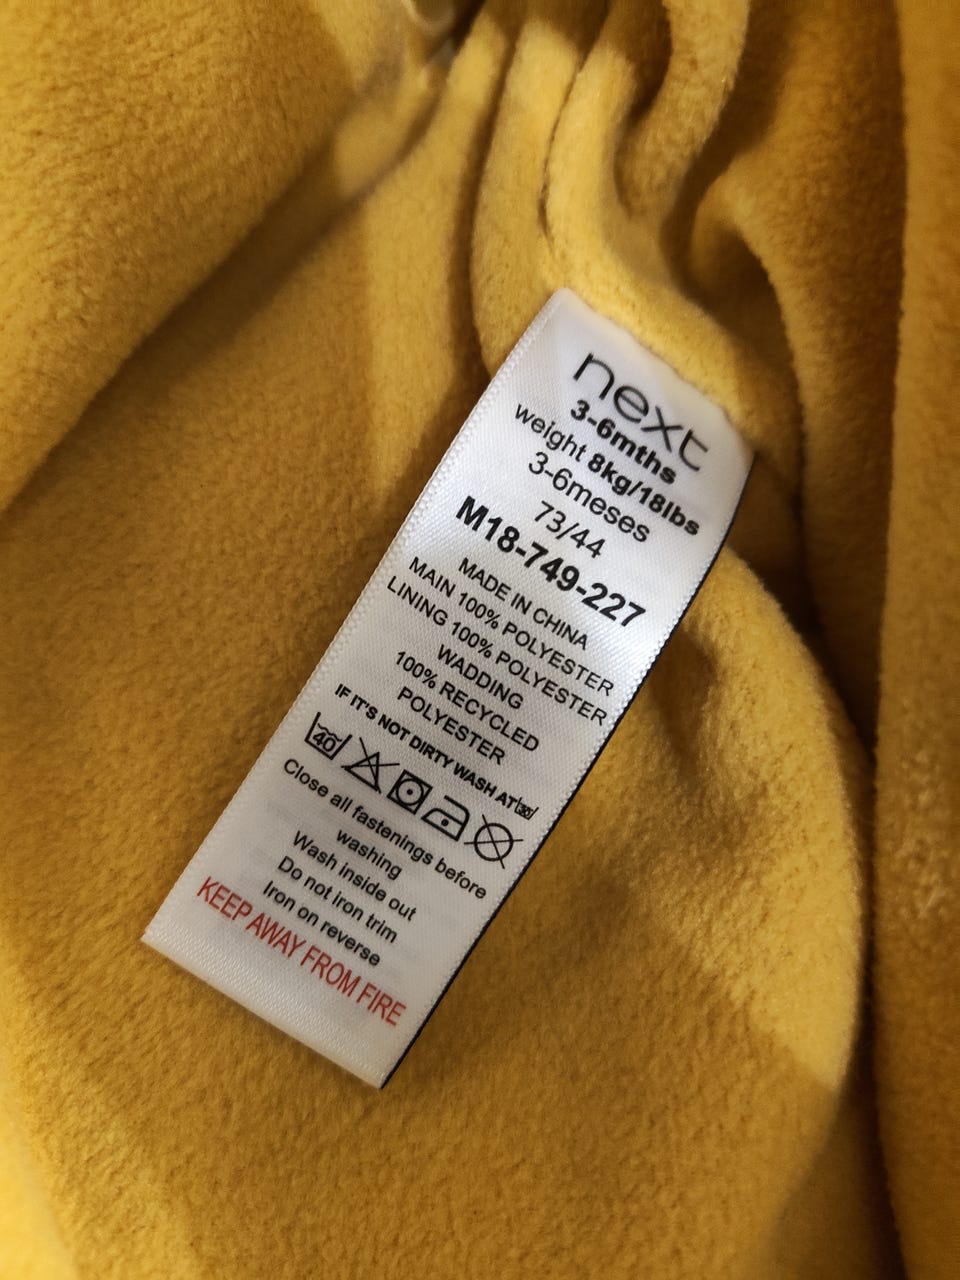 next
3-6mths
weight 8kg/18lbs
3-6meses
73/44
M18-749-227
MADE IN CHINA
MAIN 100% POLYESTER
LINING 100% POLYESTER
WADDING
100% RECYCLED
POLYESTER
IF IT'S NOT DIRTY WASH AT 30
40
Close all fastenings before
washing
Wash inside out
Do not iron trim
Iron on reverse
KEEP AWAY FROM FIRE